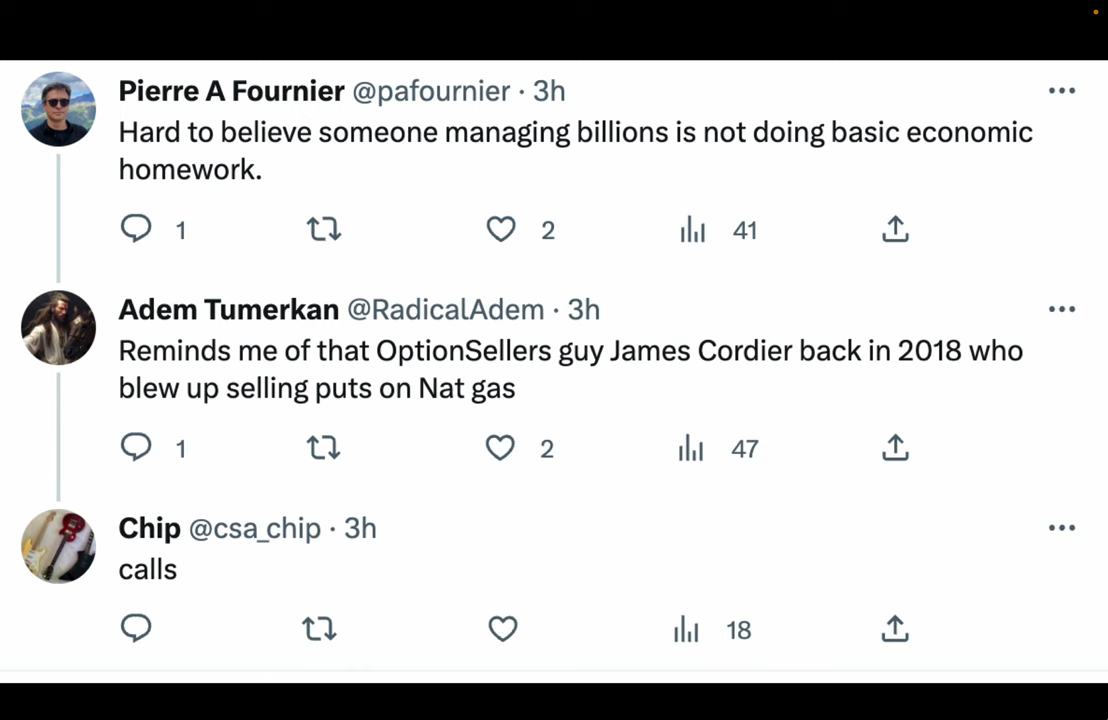 Pierre A Fournier @pafournier · 3h
Hard to believe someone managing billions is not doing basic economic
homework.
1 2 41
Adem Tumerkan @RadicalAdem · 3h
Reminds me of that OptionSellers guy James Cordier back in 2018 who
blew up selling puts on Nat gas
1 2 47
Chip @csa_chip · 3h
calls
18